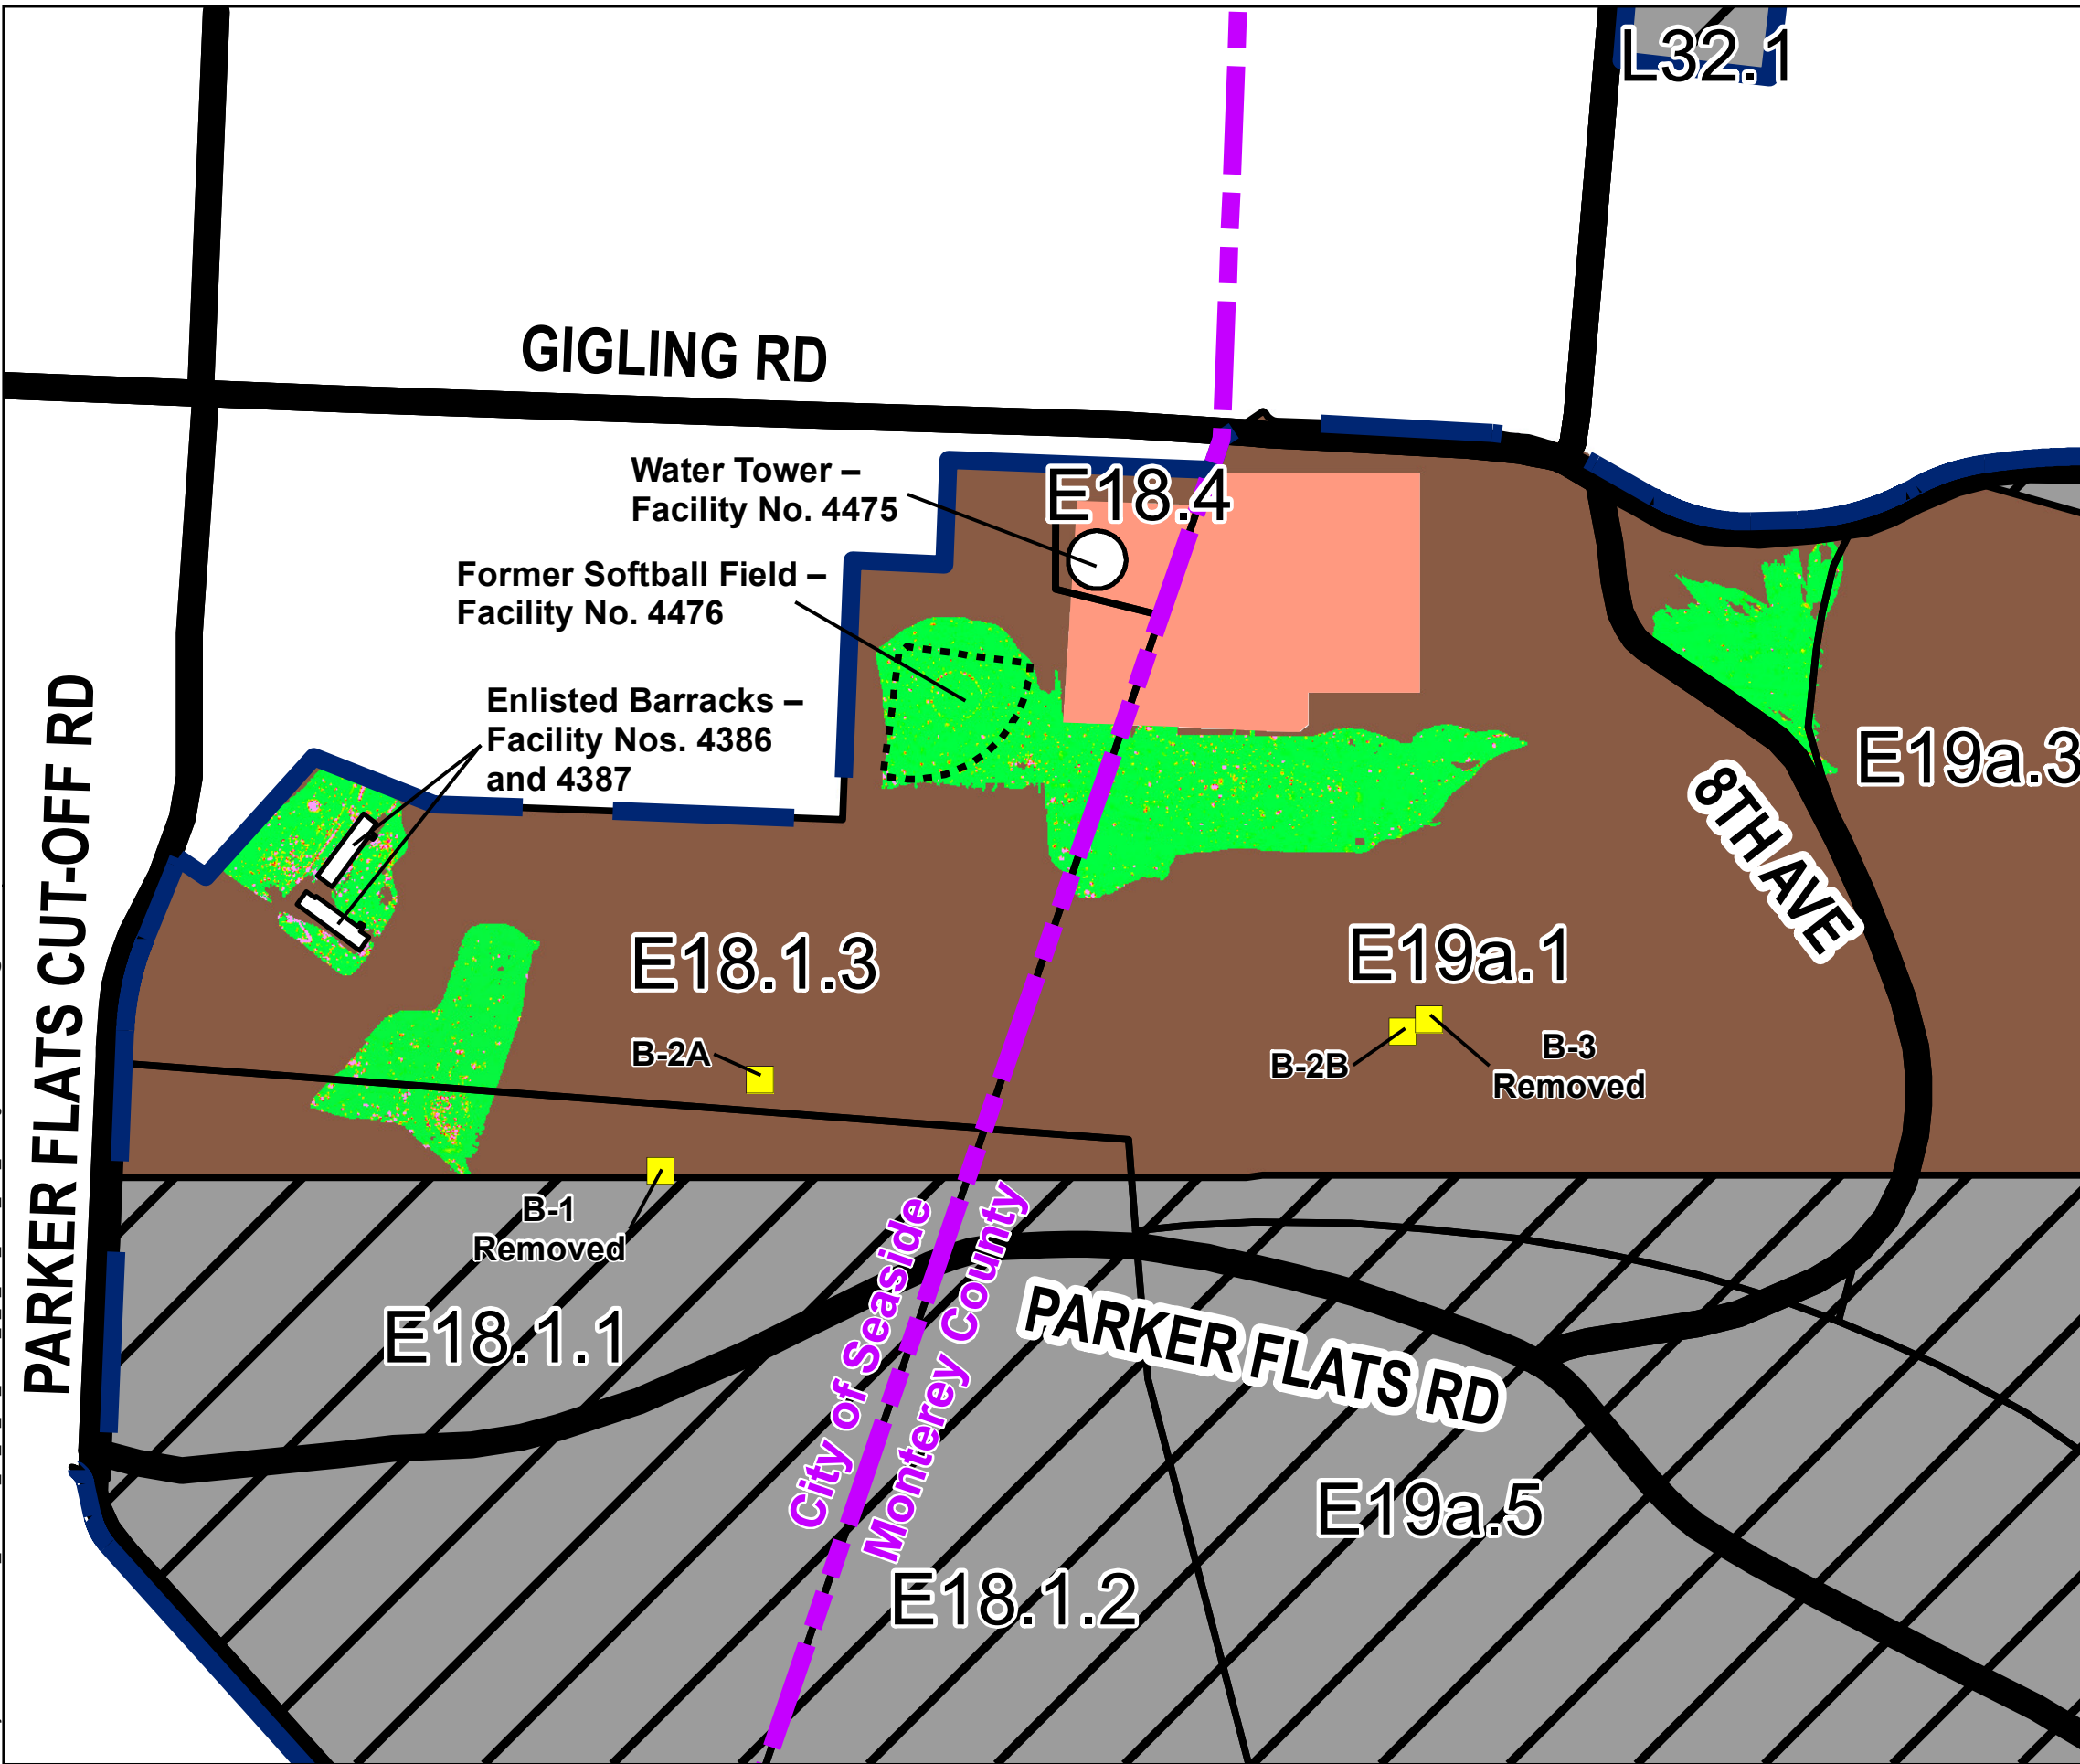 L32.1
GIGLING RD
Water Tower –
Facility No. 4475
E18.4
Former Softball Field –
Facility No. 4476
Enlisted Barracks –
Facility Nos. 4386
and 4387
PARKER FLATS CUT-OFF RD
E19a.3
8TH AVE
E18.1.3
E19a.1
B-2A
B-2B
B-3
Removed
B-1
Removed
City of Seaside
Monterey County
E18.1.1
PARKER FLATS RD
E19a.5
E18.1.2